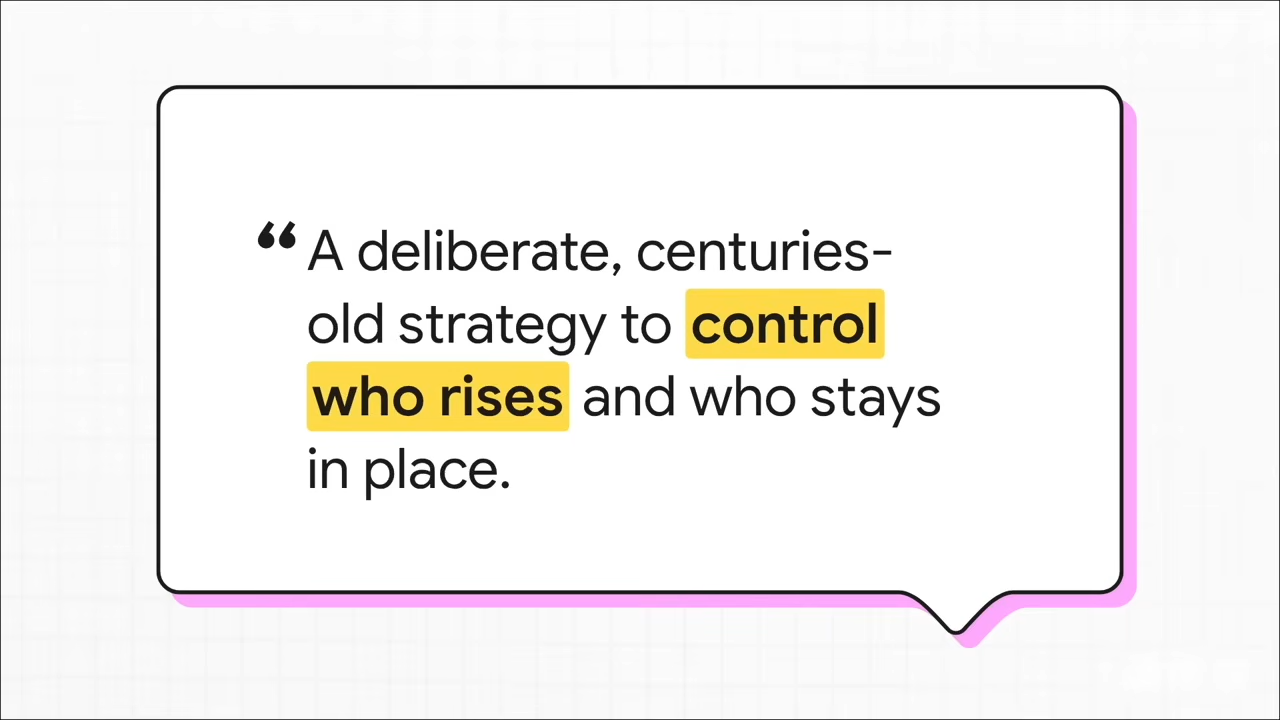 “A deliberate, centuries-
old strategy to control
who rises and who stays
in place.